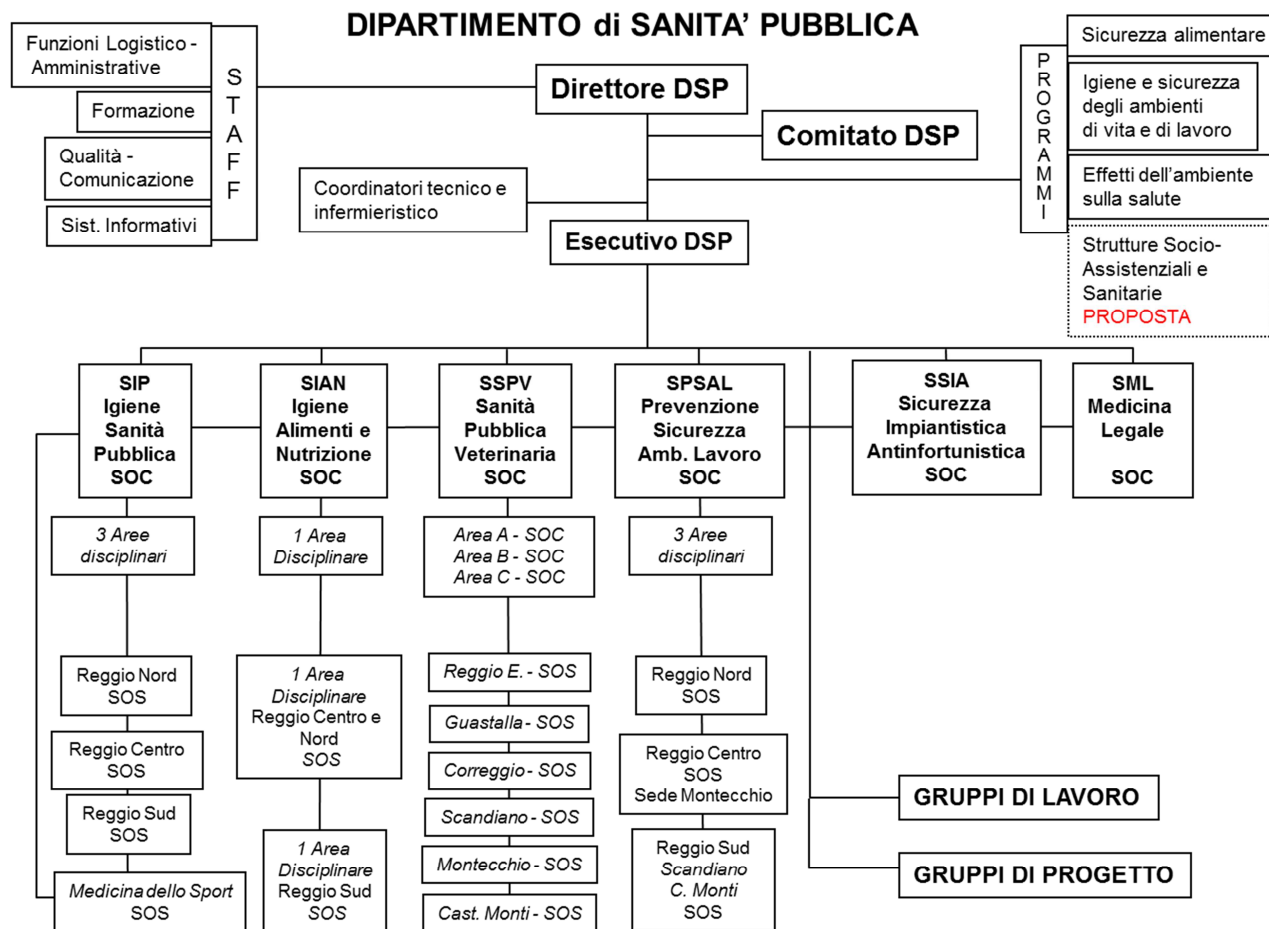 DIPARTIMENTO di SANITA' PUBBLICA
Funzioni Logistico -
Amministrative
Formazione
Qualità -
Comunicazione
Sist. Informativi
STAFF
Direttore DSP
Comitato DSP
Coordinatori tecnico e
infermieristico
Esecutivo DSP
PROGRAMMI
Sicurezza alimentare
Igiene e sicurezza
degli ambienti
di vita e di lavoro
Effetti dell'ambiente
sulla salute
Strutture Socio-
Assistenziali e
Sanitarie
PROPOSTA
SIP
Igiene
Sanità
Pubblica
SOC
SIAN
Igiene
Alimenti e
Nutrizione
SOC
SSPV
Sanità
Pubblica
Veterinaria
SOC
SPSAL
Prevenzione
Sicurezza
Amb. Lavoro
SOC
SSIA
Sicurezza
Impiantistica
Antinfortunistica
SOC
SML
Medicina
Legale
SOC
3 Aree
disciplinari
1 Area
Disciplinare
Area A - SOC
Area B - SOC
Area C - SOC
3 Aree
disciplinari
Reggio Nord
SOS
Reggio Centro
SOS
Reggio Sud
SOS
Medicina dello Sport
SOS
1 Area
Disciplinare
Reggio Centro e
Nord
SOS
1 Area
Disciplinare
Reggio Sud
SOS
Reggio E. - SOS
Guastalla - SOS
Correggio - SOS
Scandiano - SOS
Montecchio - SOS
Cast. Monti - SOS
Reggio Nord
SOS
Reggio Centro
SOS
Sede Montecchio
Reggio Sud
Scandiano
C. Monti
SOS
GRUPPI DI LAVORO
GRUPPI DI PROGETTO